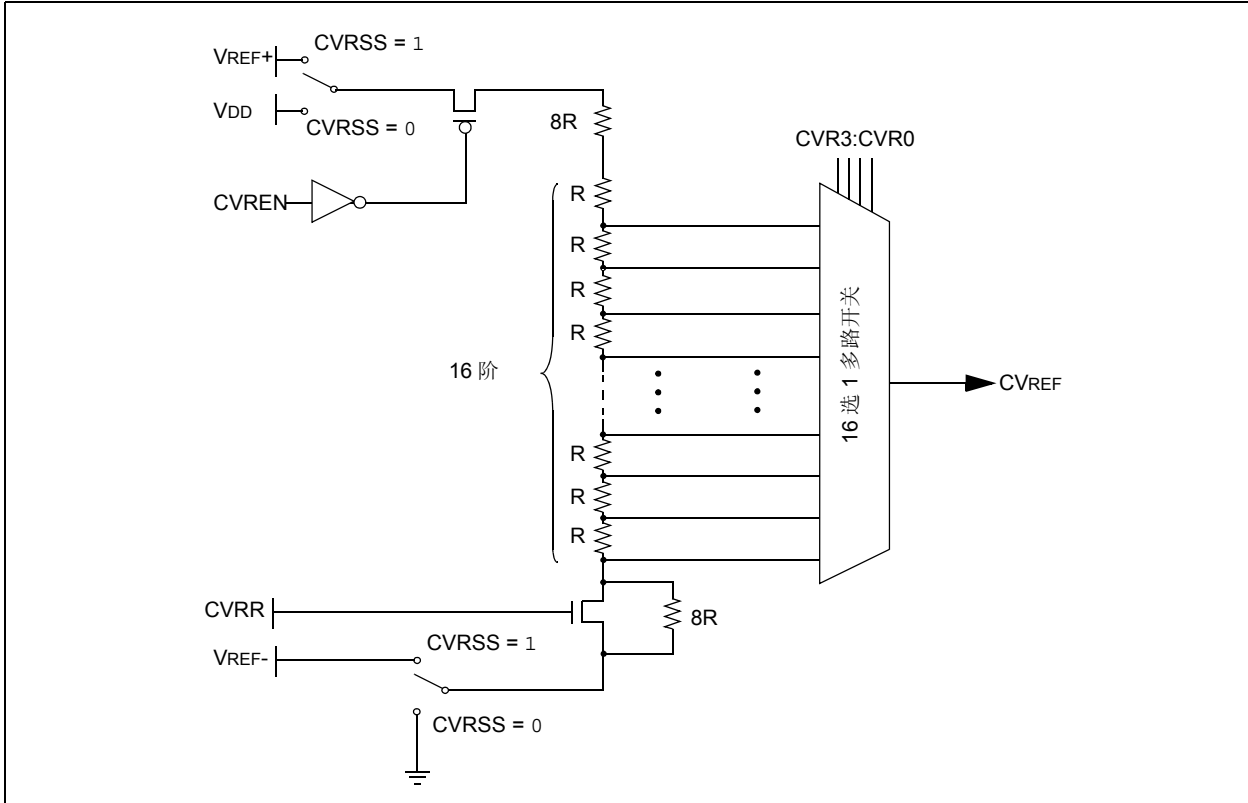 VREF+
CVRSS = 1
VDD
CVRSS = 0
8R
CVREN
CVR3:CVR0
R
R
R
R
16 阶
16 选 1 多路开关
CVREF
R
R
R
CVRR
8R
VREF-
CVRSS = 1
CVRSS = 0